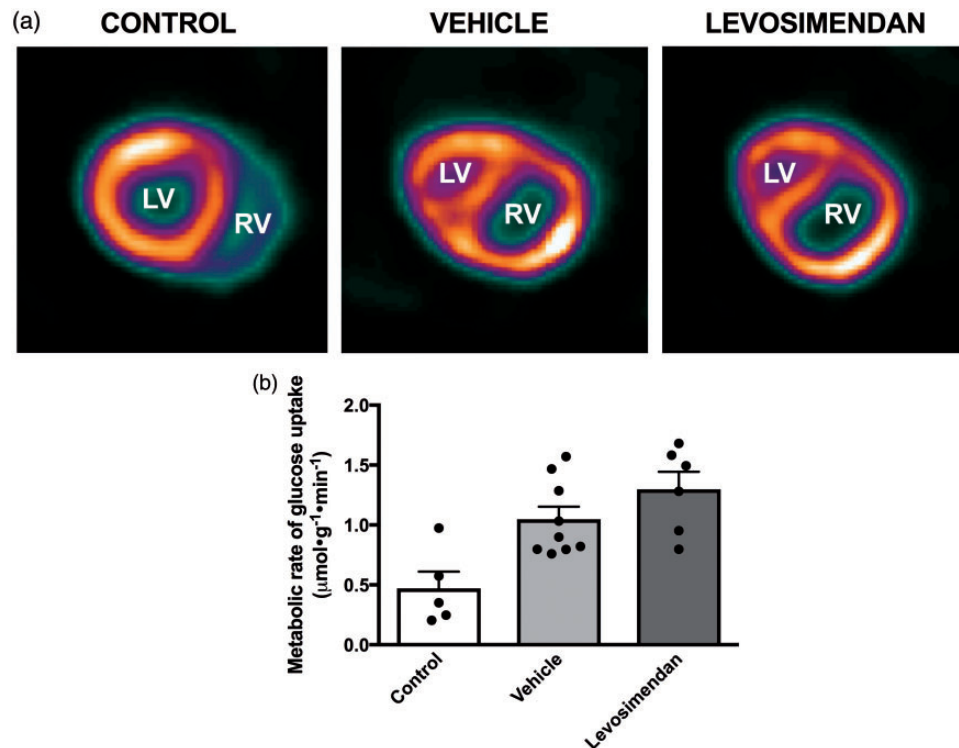 (a)
CONTROL
VEHICLE
LEVOSIMENDAN
LV
RV
LV
RV
LV
RV
(b)
Metabolic rate of glucose uptake
(μmol•g⁻¹•min⁻¹)
2.0
1.5
1.0
0.5
0.0
Control
Vehicle
Levosimendan